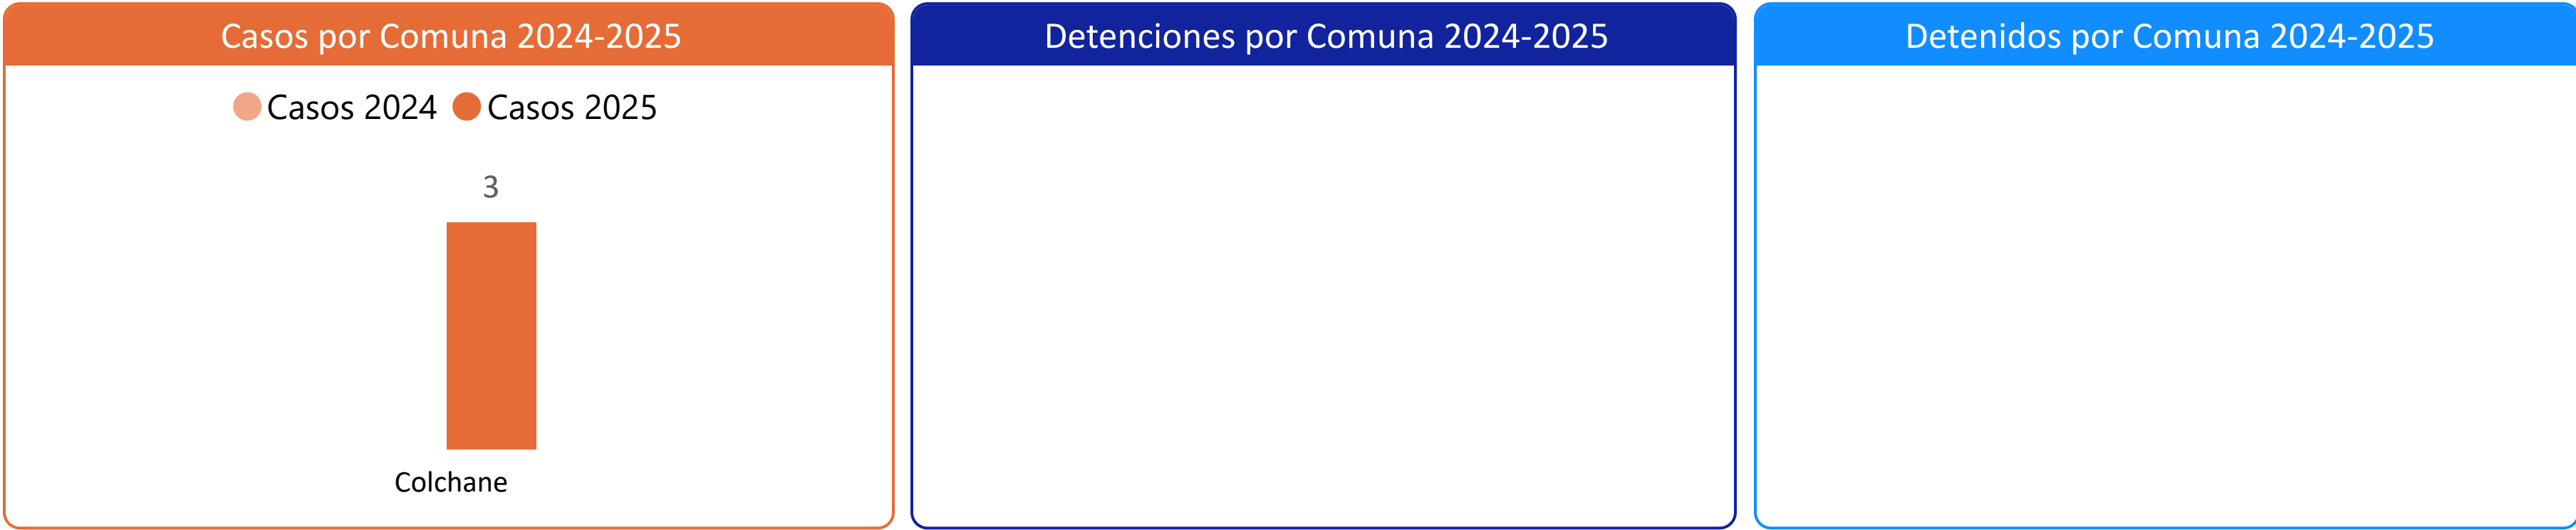 Casos por Comuna 2024-2025
Casos 2024 Casos 2025
3
Colchane
Detenciones por Comuna 2024-2025
Detenidos por Comuna 2024-2025